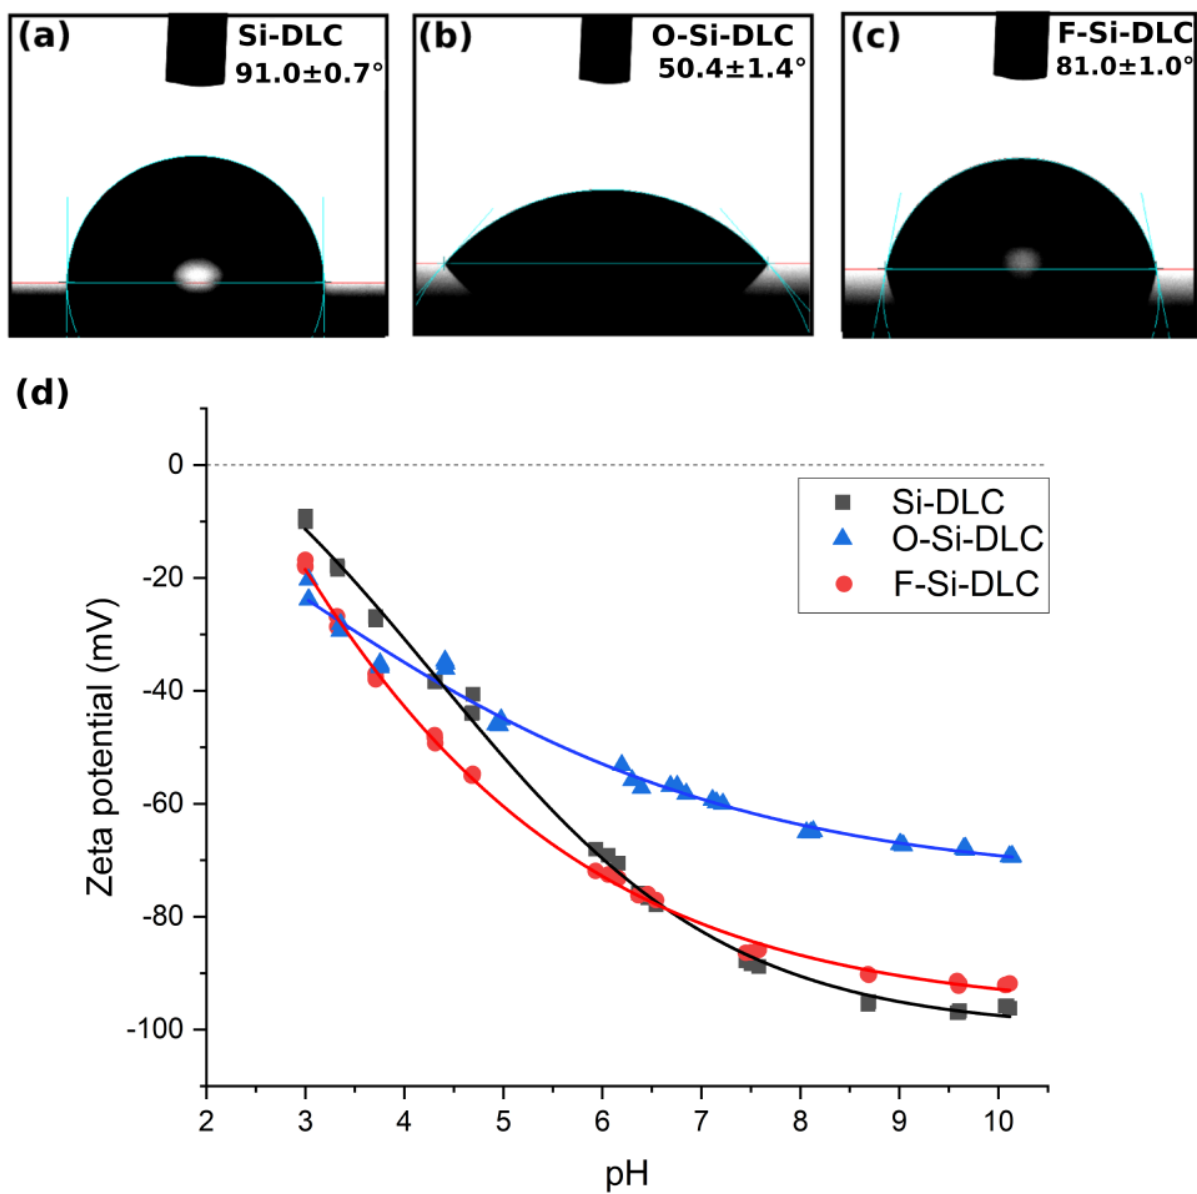 (a)
Si-DLC
91.0±0.7°
(b)
O-Si-DLC
50.4±1.4°
(c)
F-Si-DLC
81.0±1.0°
(d)
Zeta potential (mV)
0
-20
-40
-60
-80
-100
Si-DLC
O-Si-DLC
F-Si-DLC
2 3 4 5 6 7 8 9 10
pH